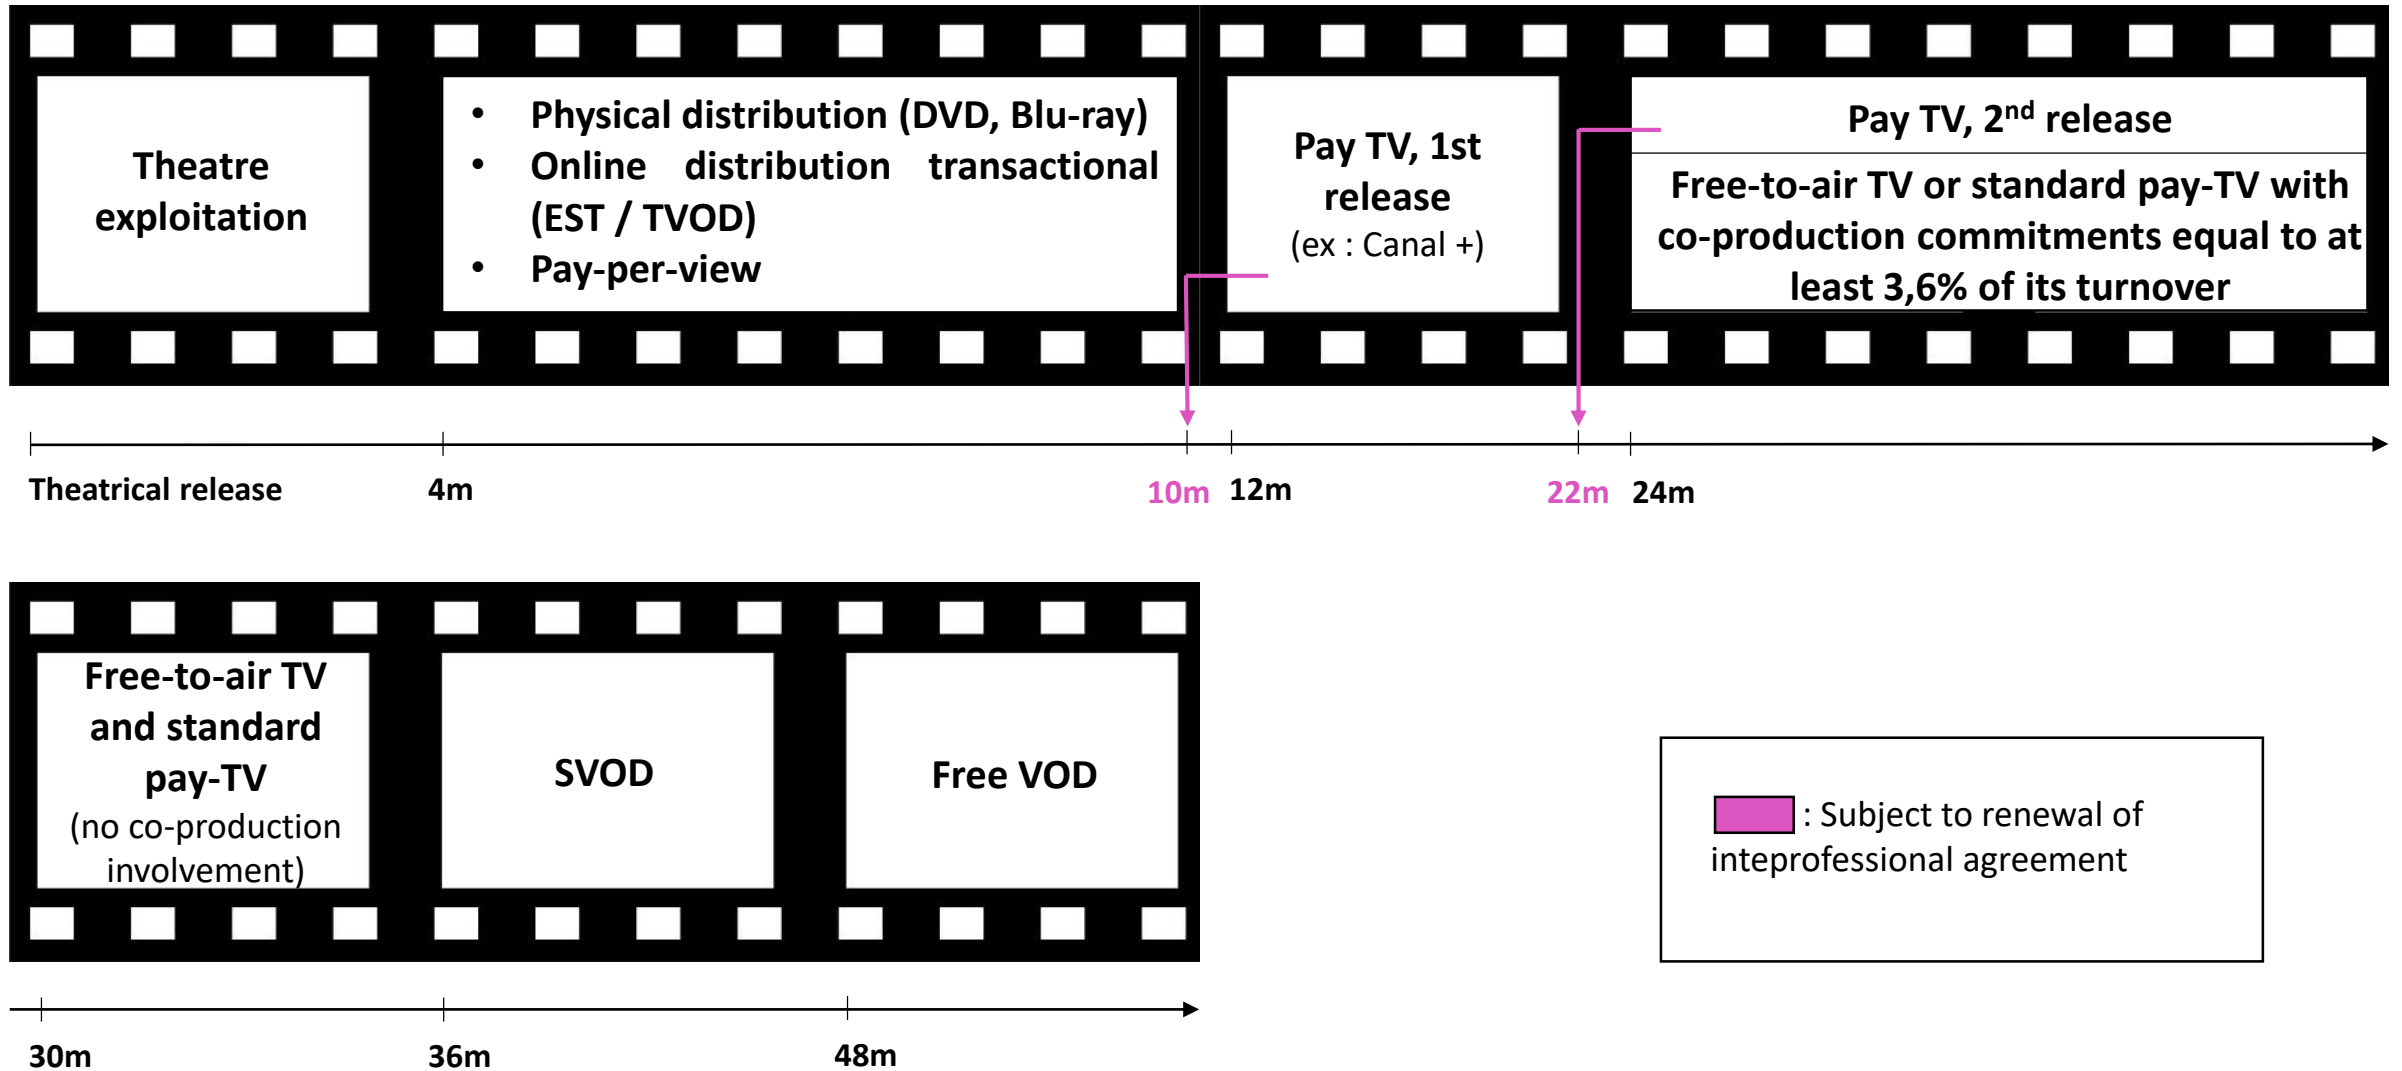 Theatre
exploitation
• Physical distribution (DVD, Blu-ray)
• Online distribution transactional
(EST / TVOD)
• Pay-per-view
Pay TV, 1st
release
(ex : Canal +)
Pay TV, 2nd release
Free-to-air TV or standard pay-TV with
co-production commitments equal to at
least 3,6% of its turnover
Theatrical release
4m
10m
12m
22m
24m
Free-to-air TV
and standard
pay-TV
(no co-production
involvement)
SVOD
Free VOD
: Subject to renewal of
inteprofessional agreement
30m
36m
48m